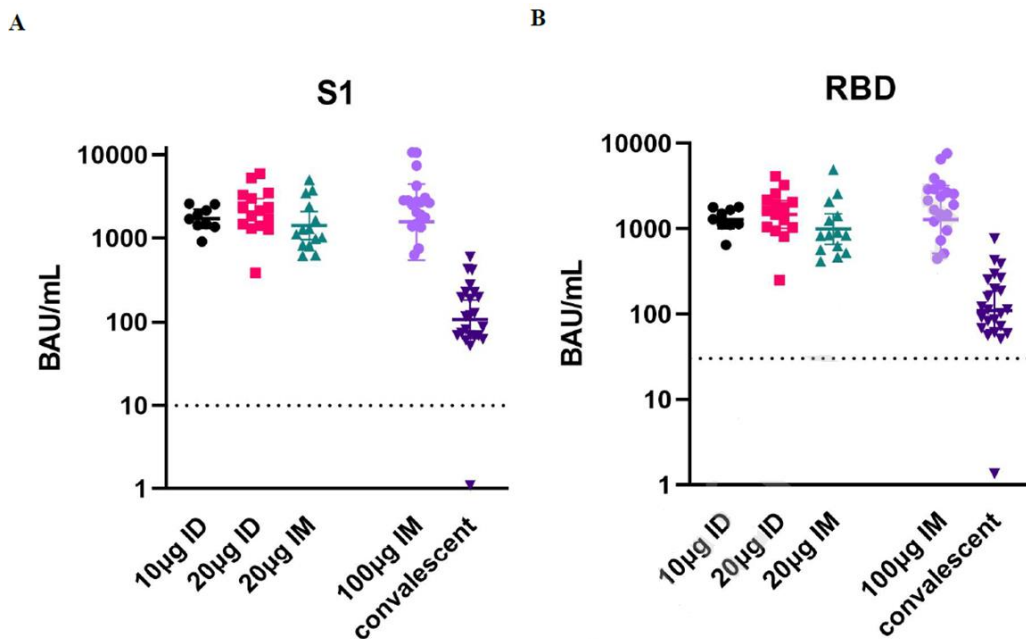 A
S1
BAU/mL
10000
1000
100
10
1
10µg ID
20µg ID
20µg IM
100µg IM
convalescent
B
RBD
BAU/mL
10000
1000
100
10
1
10µg ID
20µg ID
20µg IM
100µg IM
convalescent